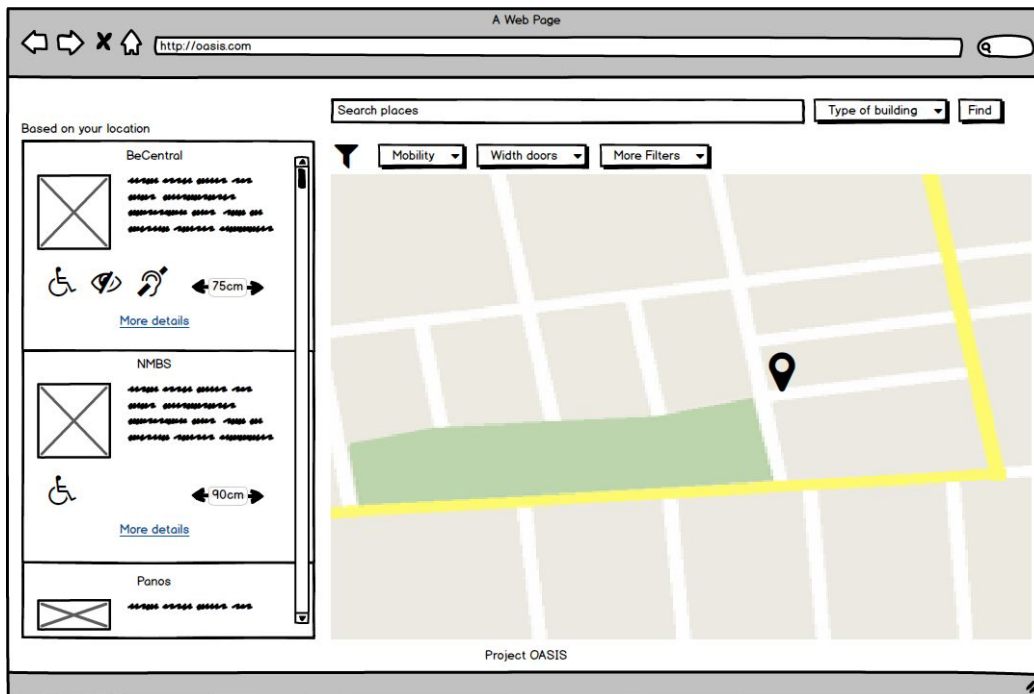 A Web Page
http://oasis.com
Search places
Type of building
Find
Based on your location
Mobility
Width doors
More Filters
BeCentral
75cm
More details
NMBS
90cm
More details
Panos
Project OASIS